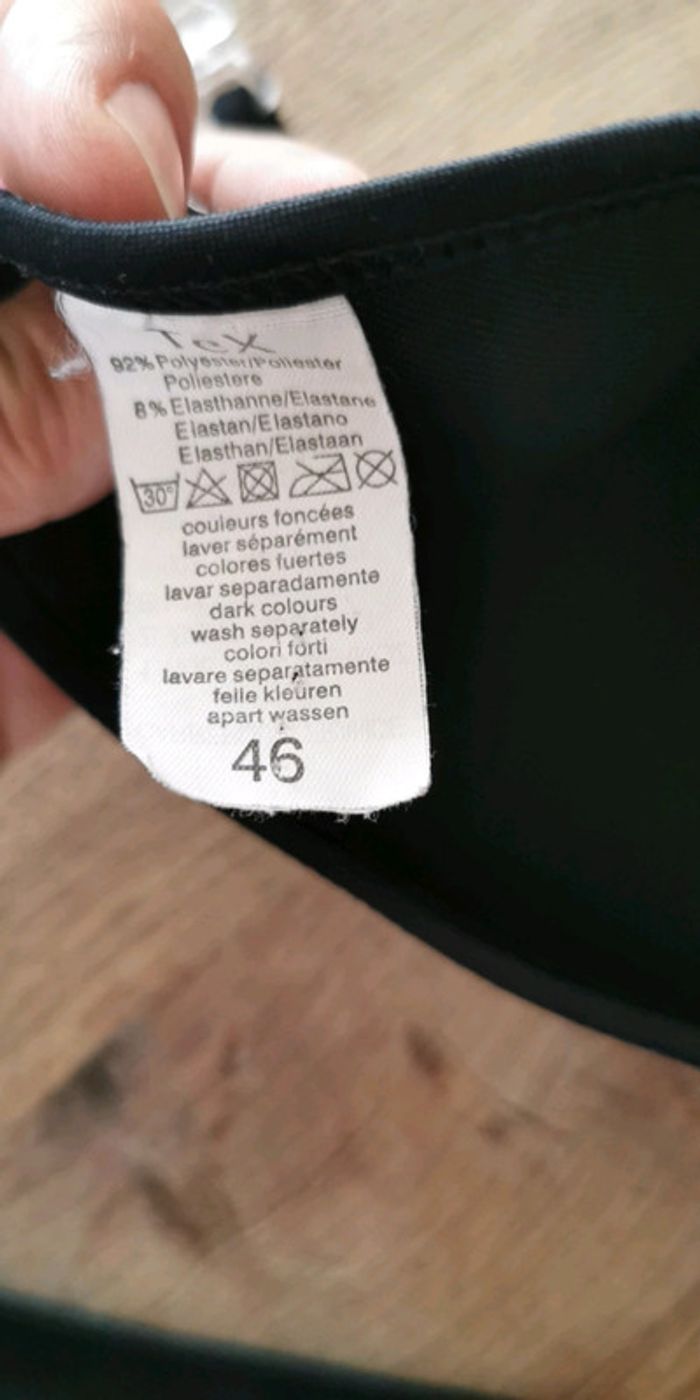 TeX
92% Polyester/Poliester
Poliestere
8% Elasthanne/Elastane
Elastan/Elastano
Elasthan/Elastaan
30°
couleurs foncées
laver séparément
colores fuertes
lavar separadamente
dark colours
wash separately
colori forti
lavare separatamente
felle kleuren
apart wassen
46